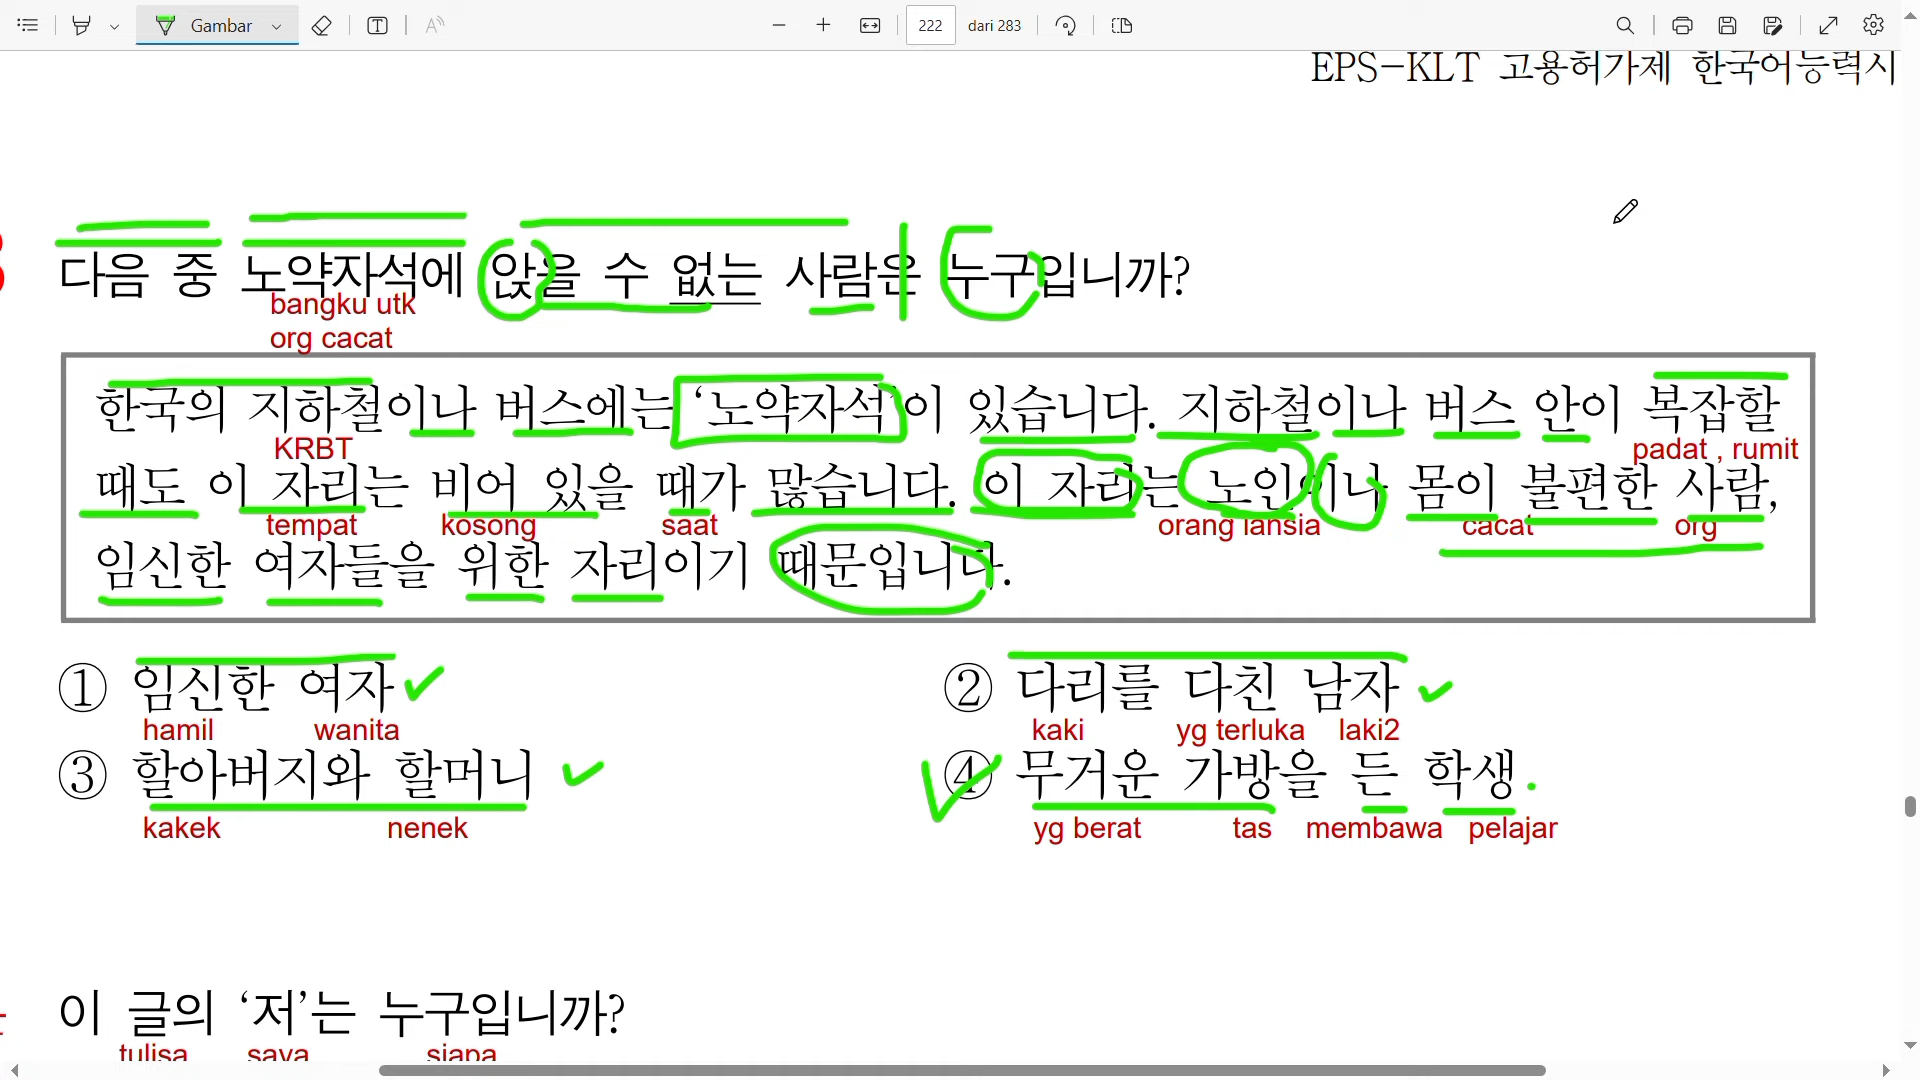 Gambar
222 dari 283
EPS-KLT 고용허가제 한국어능력시
다음 중 노약자석에 앉을 수 없는 사람은 누구입니까?
bangku utk
org cacat
한국의 지하철이나 버스에는 ‘노약자석’이 있습니다. 지하철이나 버스 안이 복잡할
KRBT padat , rumit
때도 이 자리는 비어 있을 때가 많습니다. 이 자리는 노인이나 몸이 불편한 사람,
tempat kosong saat orang lansia cacat org
임신한 여자들을 위한 자리이기 때문입니다.
① 임신한 여자 ② 다리를 다친 남자
hamil wanita kaki yg terluka laki2
③ 할아버지와 할머니 ④ 무거운 가방을 든 학생
kakek nenek yg berat tas membawa pelajar
이 글의 ‘저’는 누구입니까?
tulisa saya siapa